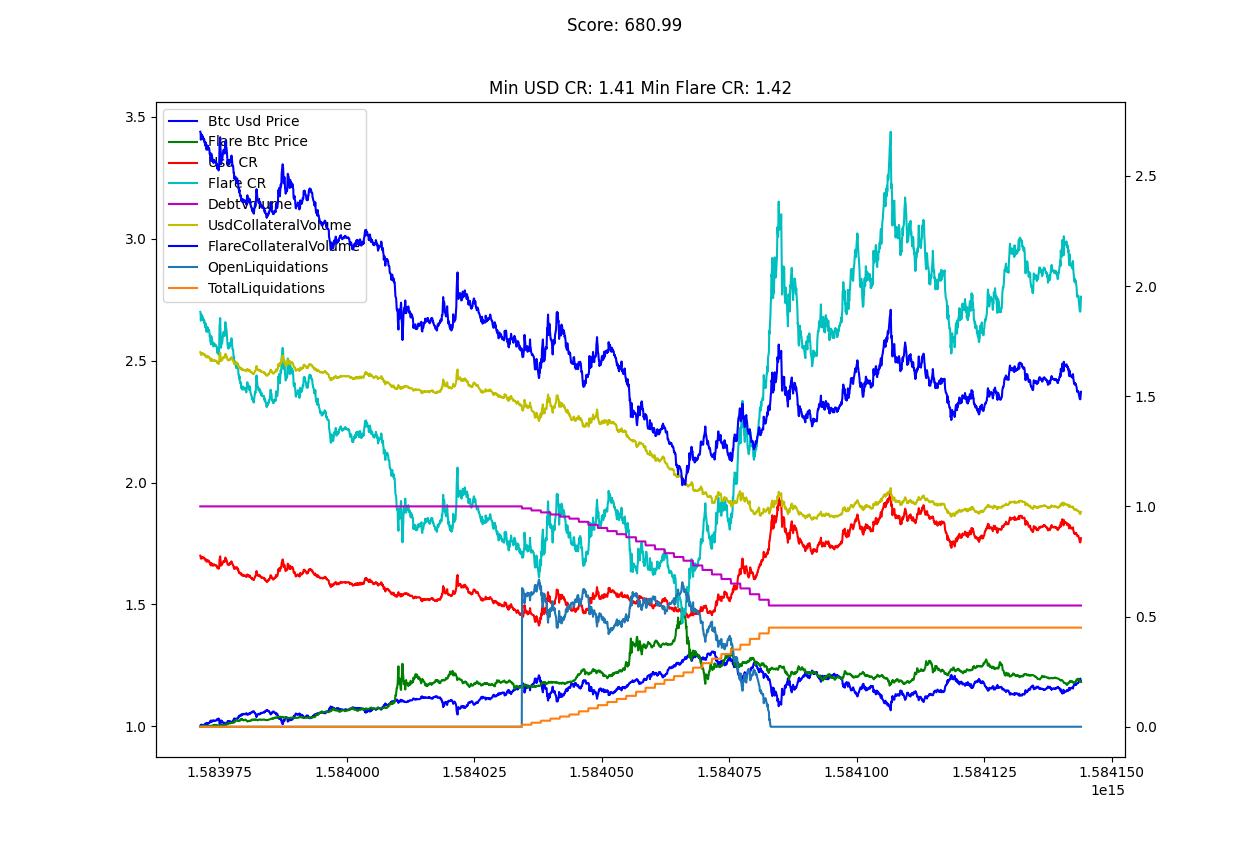 Score: 680.99
Min USD CR: 1.41 Min Flare CR: 1.42
Btc Usd Price
Flare Btc Price
Usd CR
Flare CR
DebtVolume
UsdCollateralVolume
FlareCollateralVolume
OpenLiquidations
TotalLiquidations
3.5
3.0
2.5
2.0
1.5
1.0
2.5
2.0
1.5
1.0
0.5
0.0
1.583975 1.584000 1.584025 1.584050 1.584075 1.584100 1.584125 1.584150
1e15